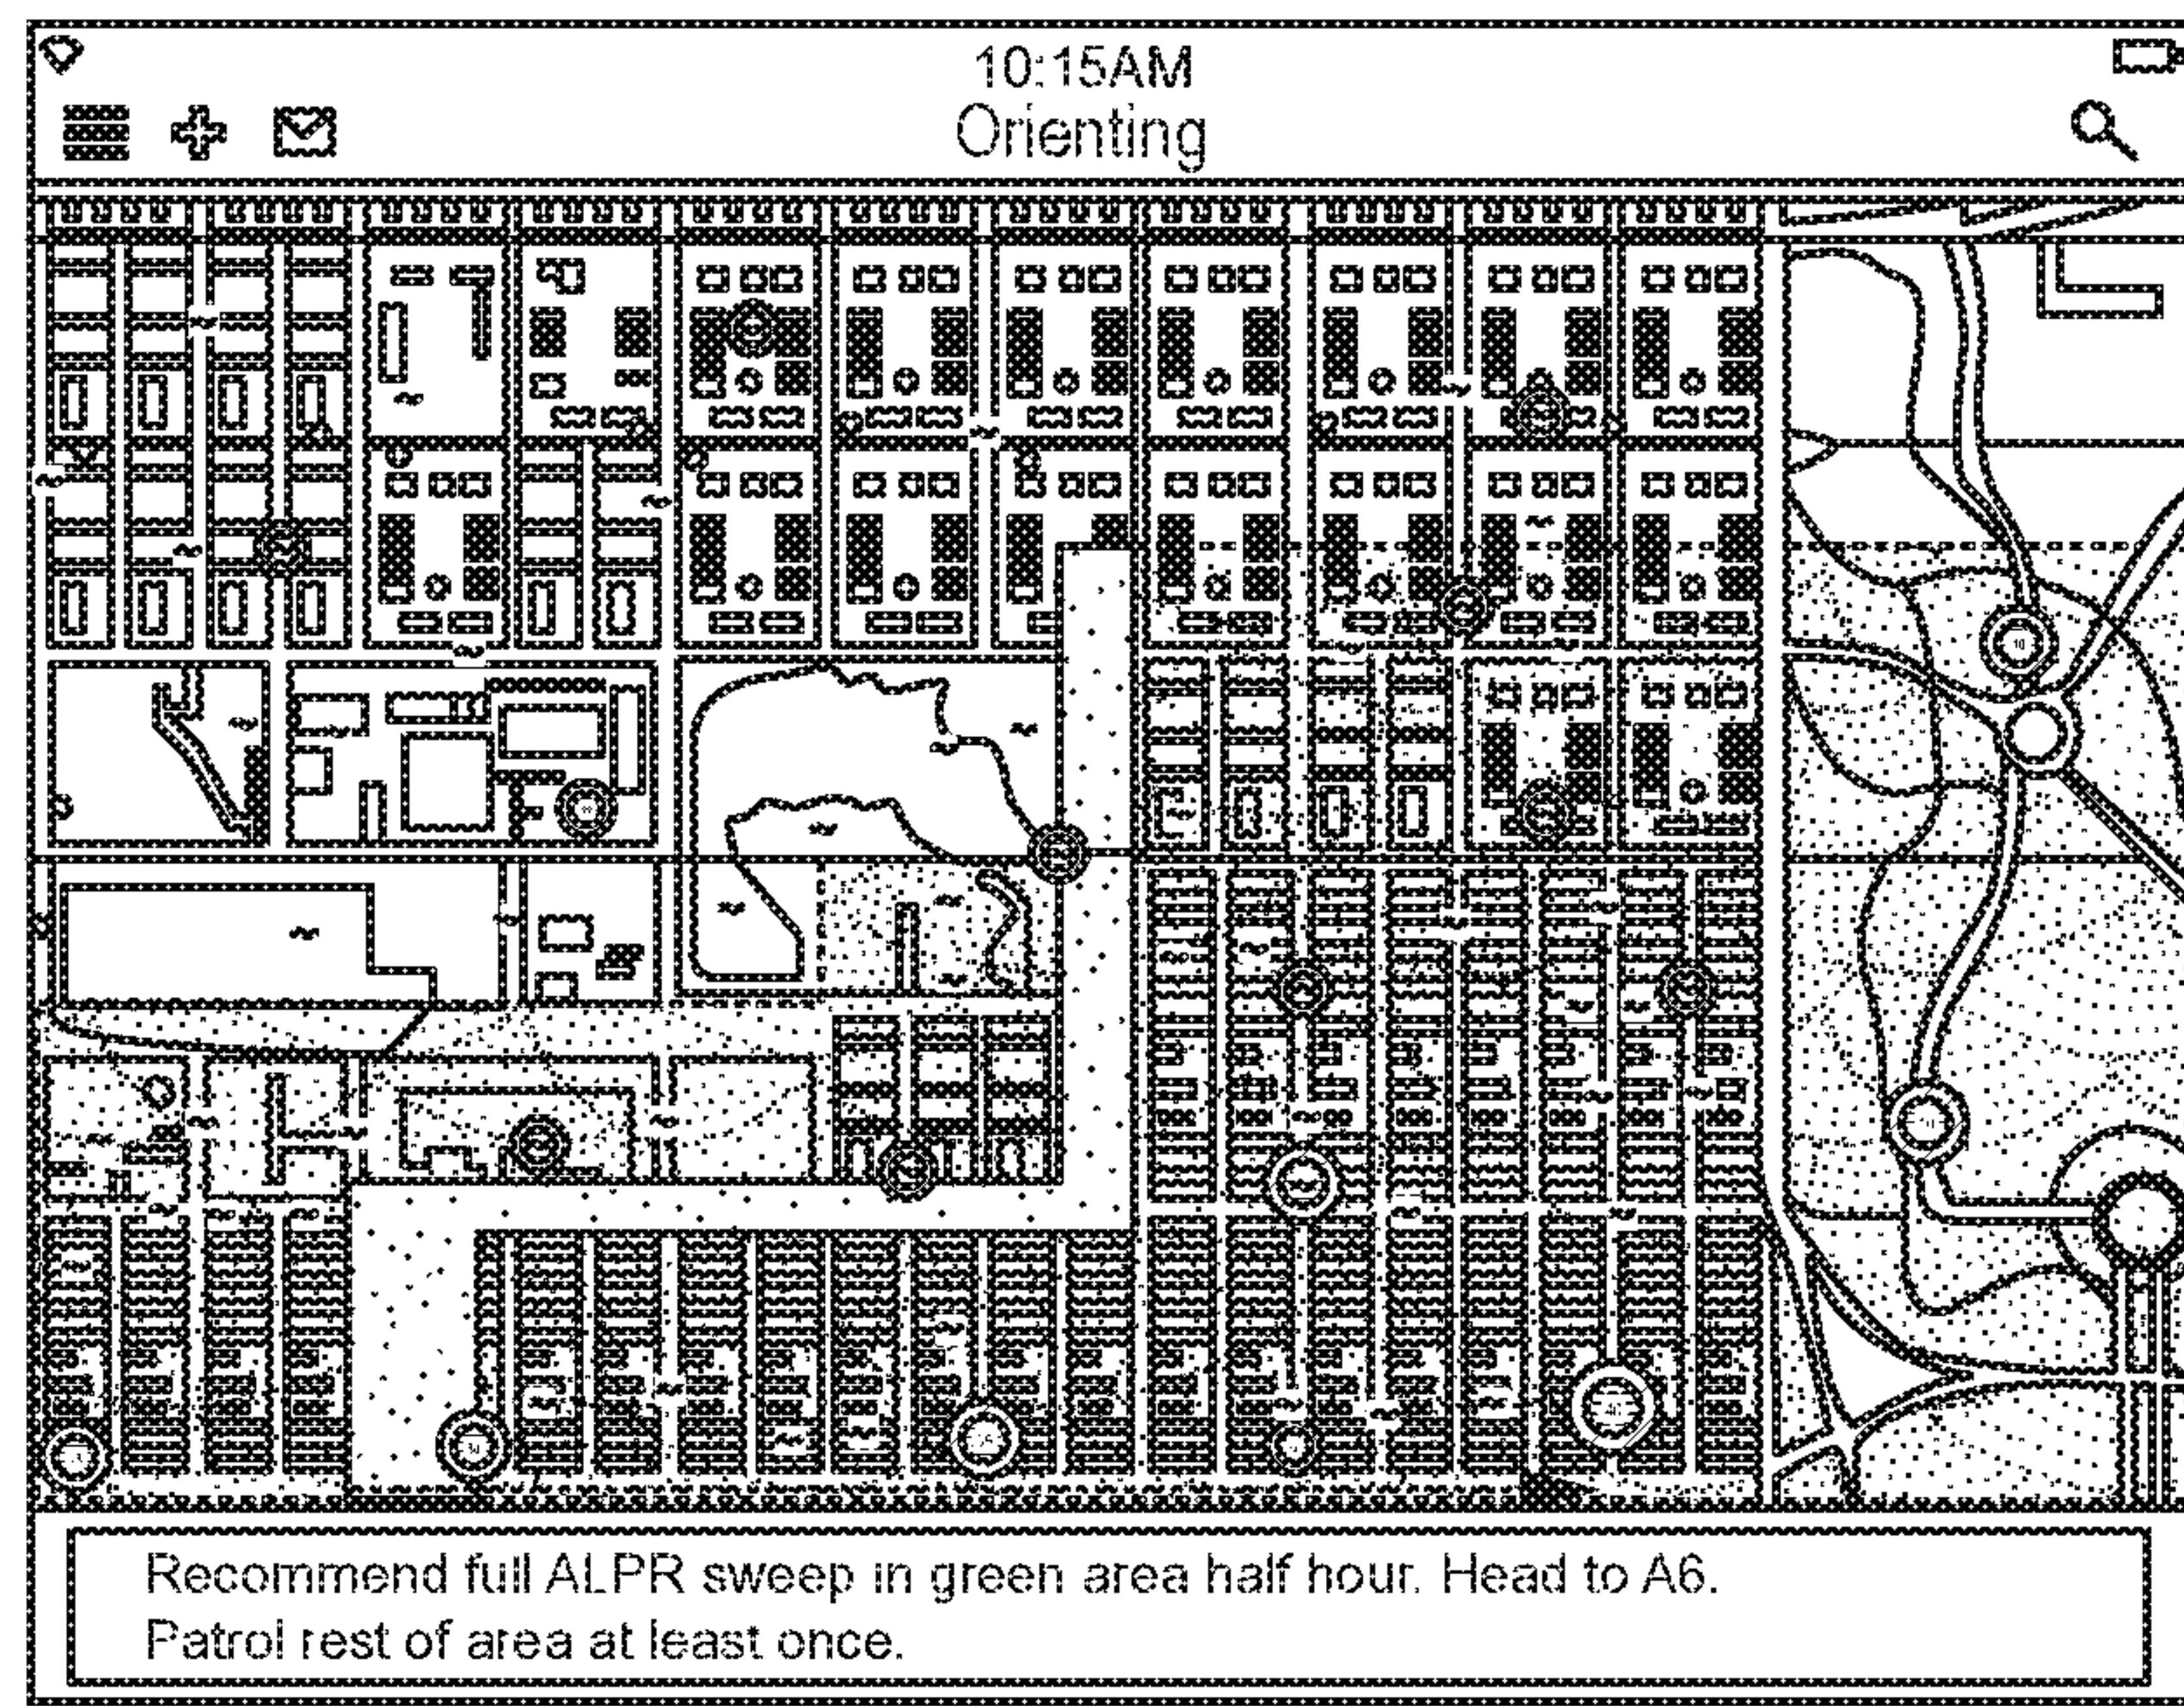 10:15AM
Orienting
10
Recommend full ALPR sweep in green area half hour. Head to A6.
Patrol rest of area at least once.